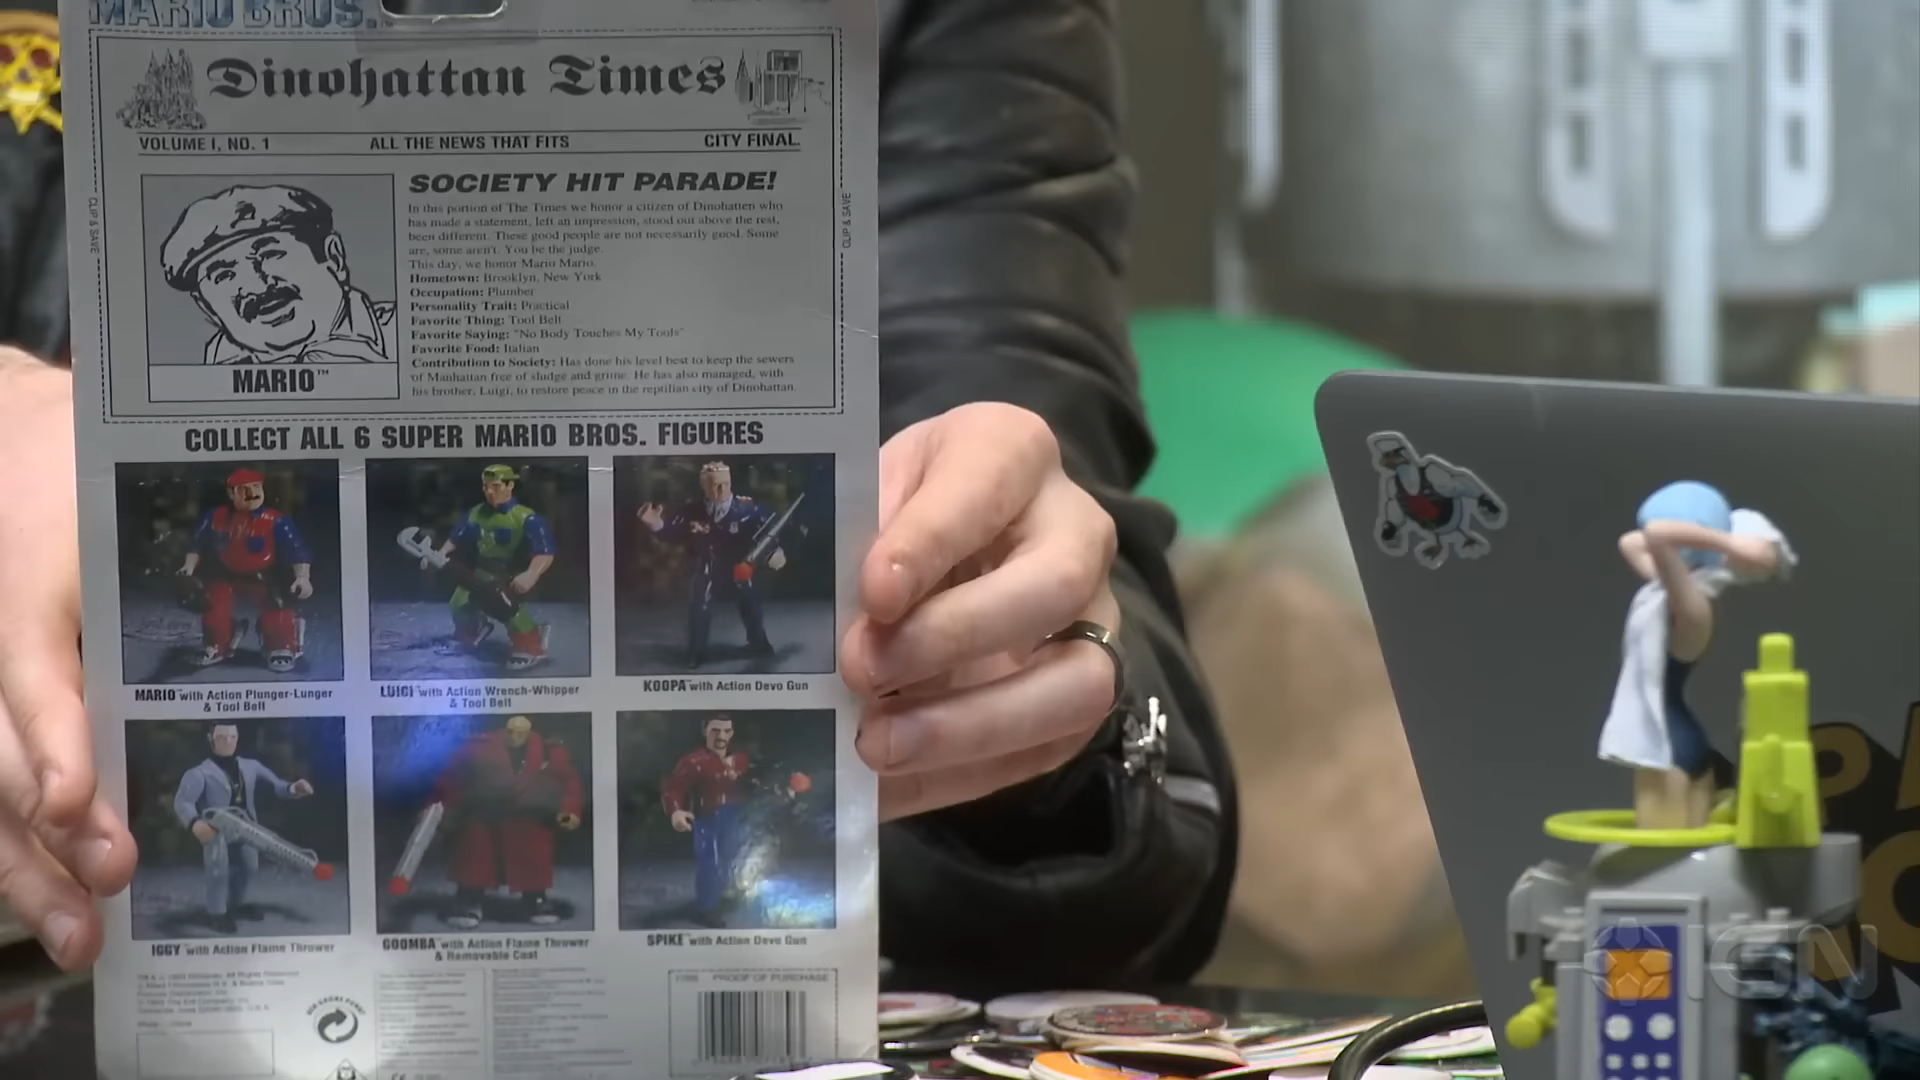 MARIO BROS.
Dinohattan Times
VOLUME I, NO. 1 ALL THE NEWS THAT FITS CITY FINAL.
CLIP & SAVE
CLIP & SAVE
SOCIETY HIT PARADE!
In this portion of The Times we honor a citizen of Dinohatten who
has made a statement, left an impression, stood out above the rest,
been different. These good people are not necessarily good. Some
are, some aren't. You be the judge.
This day, we honor Mario Mario.
Hometown: Brooklyn, New York
Occupation: Plumber
Personality Trait: Practical
Favorite Thing: Tool Belt
Favorite Saying: "No Body Touches My Tools"
Favorite Food: Italian
Contribution to Society: Has done his level best to keep the sewers
of Manhattan free of sludge and grime. He has also managed, with
his brother, Luigi, to restore peace in the reptilian city of Dinohattan.
MARIO™
COLLECT ALL 6 SUPER MARIO BROS. FIGURES
MARIO™ with Action Plunger-Lunger
& Tool Belt
LUIGI™ with Action Wrench-Whipper
& Tool Belt
KOOPA™ with Action Devo Gun
IGGY™ with Action Flame Thrower
GOOMBA™ with Action Flame Thrower
& Removable Coat
SPIKE™ with Action Devo Gun
PROOF OF PURCHASE
IGN